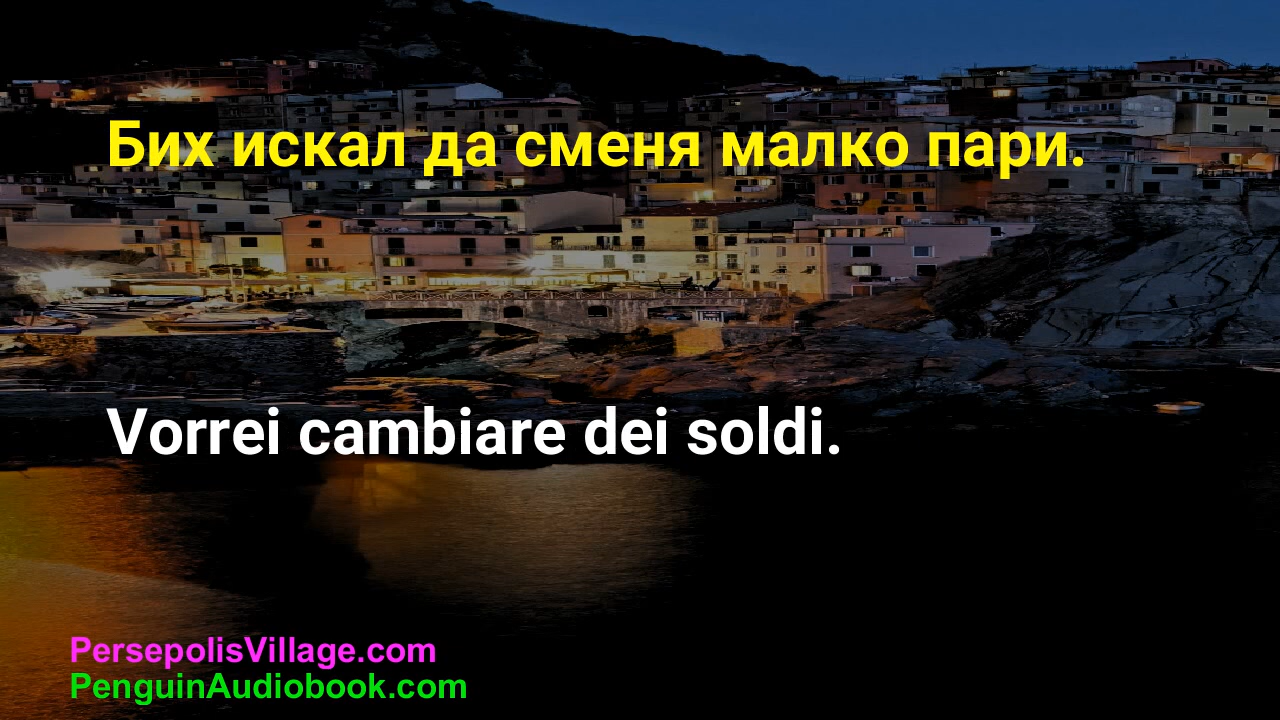 Бих искал да сменя малко пари.
Vorrei cambiare dei soldi.
PersepolisVillage.com
PenguinAudiobook.com